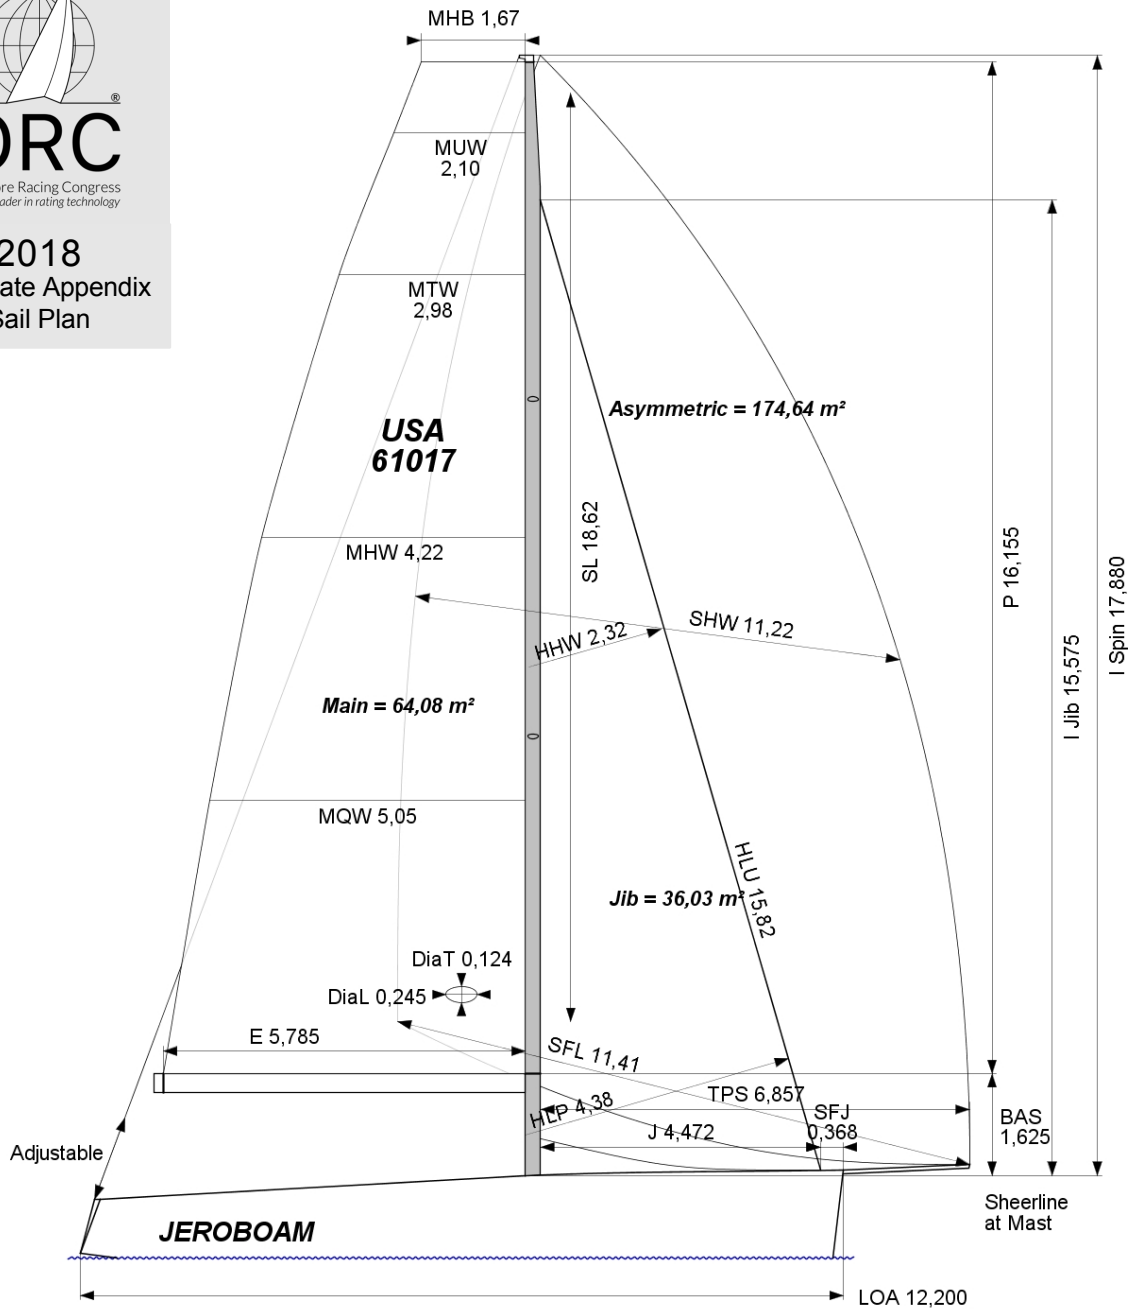 MHB 1,67
®
ORC
re Racing Congress
ader in rating technology
2018
ate Appendix
Sail Plan
MUW
2,10
MTW
2,98
USA
61017
Asymmetric = 174,64 m²
SL 18,62
P 16,155
I Spin 17,880
MHW 4,22
HHW 2,32
SHW 11,22
I Jib 15,575
Main = 64,08 m²
MQW 5,05
HLU 15,82
Jib = 36,03 m²
DiaT 0,124
DiaL 0,245
E 5,785
SFL 11,41
TPS 6,857
HLP 4,38
SFJ
0,368
J 4,472
BAS
1,625
Adjustable
Sheerline
at Mast
JEROBOAM
LOA 12,200